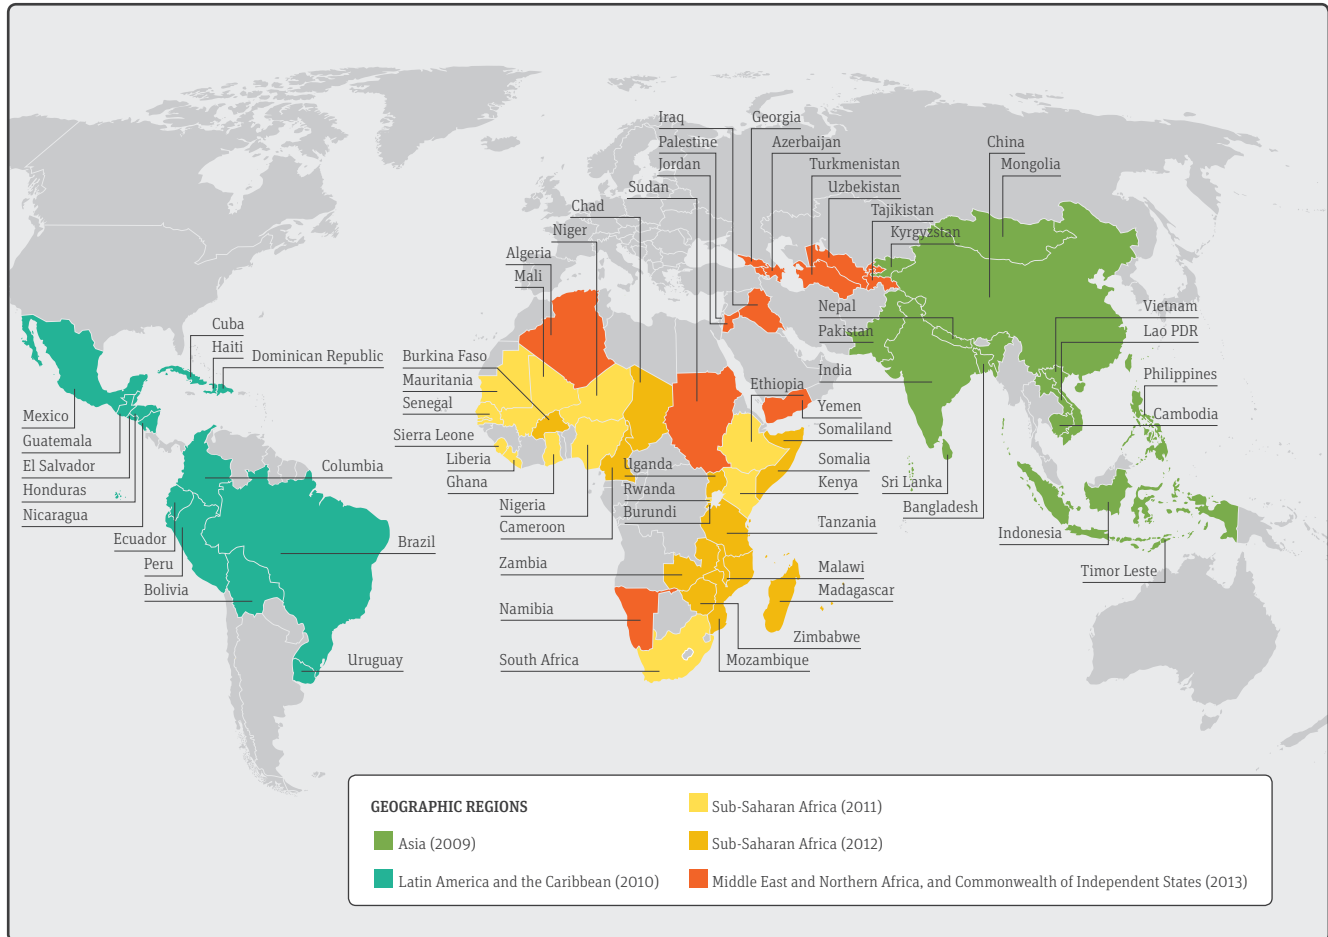 Iraq
Georgia
Palestine
Azerbaijan
China
Jordan
Turkmenistan
Mongolia
Sudan
Uzbekistan
Chad
Tajikistan
Niger
Kyrgyzstan
Algeria
Mali
Nepal
Vietnam
Cuba
Pakistan
Lao PDR
Haiti
Dominican Republic
Burkina Faso
India
Philippines
Mauritania
Ethiopia
Senegal
Yemen
Cambodia
Mexico
Somaliland
Guatemala
Sierra Leone
El Salvador
Columbia
Liberia
Uganda
Somalia
Honduras
Ghana
Rwanda
Kenya
Sri Lanka
Nicaragua
Nigeria
Burundi
Bangladesh
Cameroon
Tanzania
Indonesia
Ecuador
Brazil
Peru
Zambia
Malawi
Timor Leste
Bolivia
Madagascar
Namibia
Zimbabwe
Uruguay
South Africa
Mozambique
GEOGRAPHIC REGIONS
Asia (2009)
Latin America and the Caribbean (2010)
Sub-Saharan Africa (2011)
Sub-Saharan Africa (2012)
Middle East and Northern Africa, and Commonwealth of Independent States (2013)